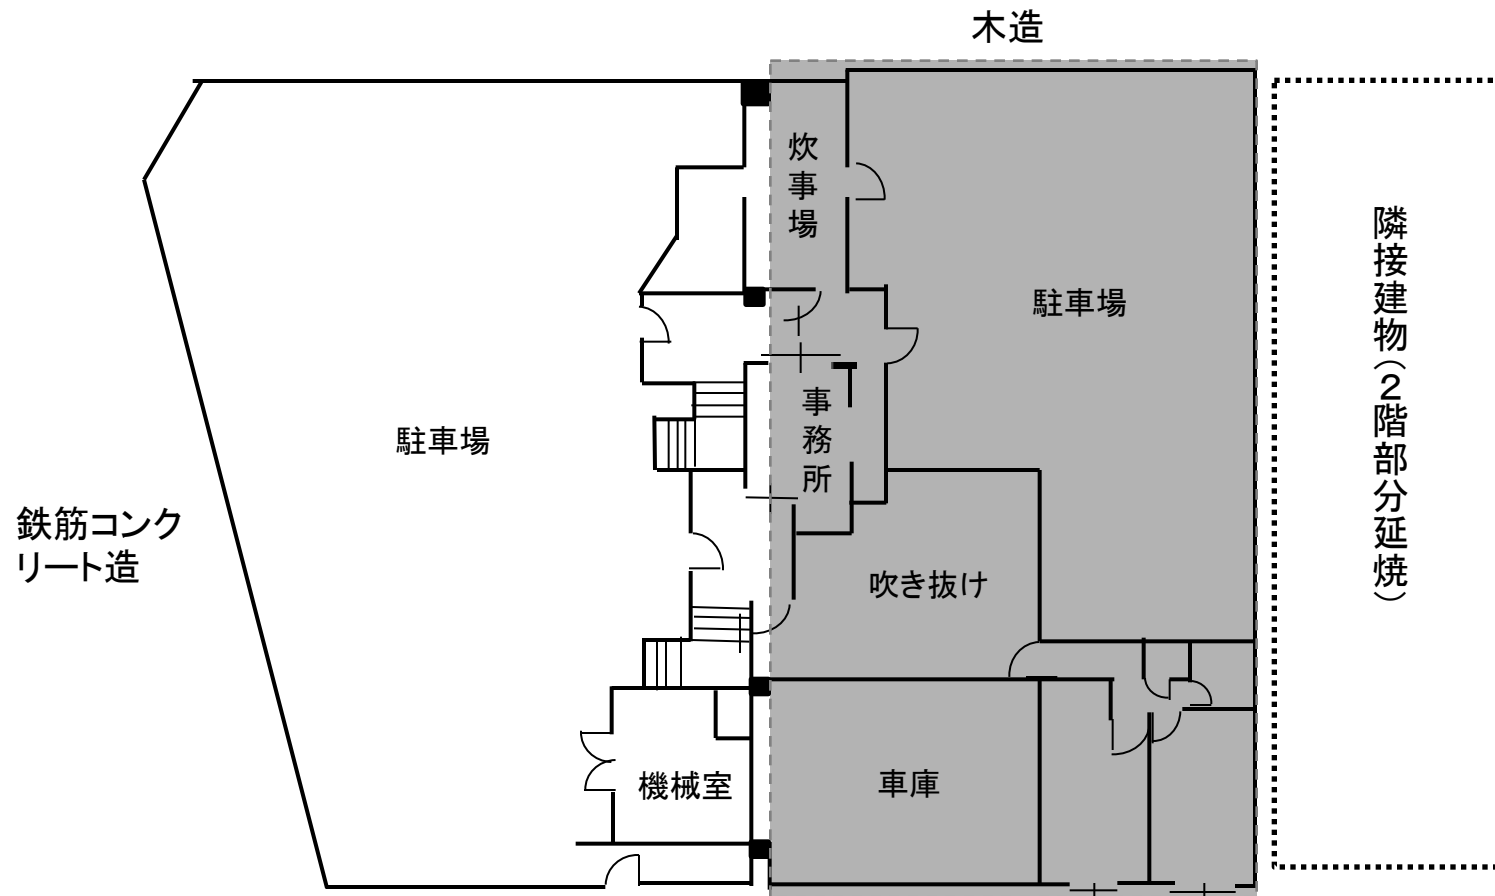 木造
炊事場
駐車場
隣接建物（２階部分延焼）
事務所
駐車場
鉄筋コンク
リート造
吹き抜け
機械室
車庫